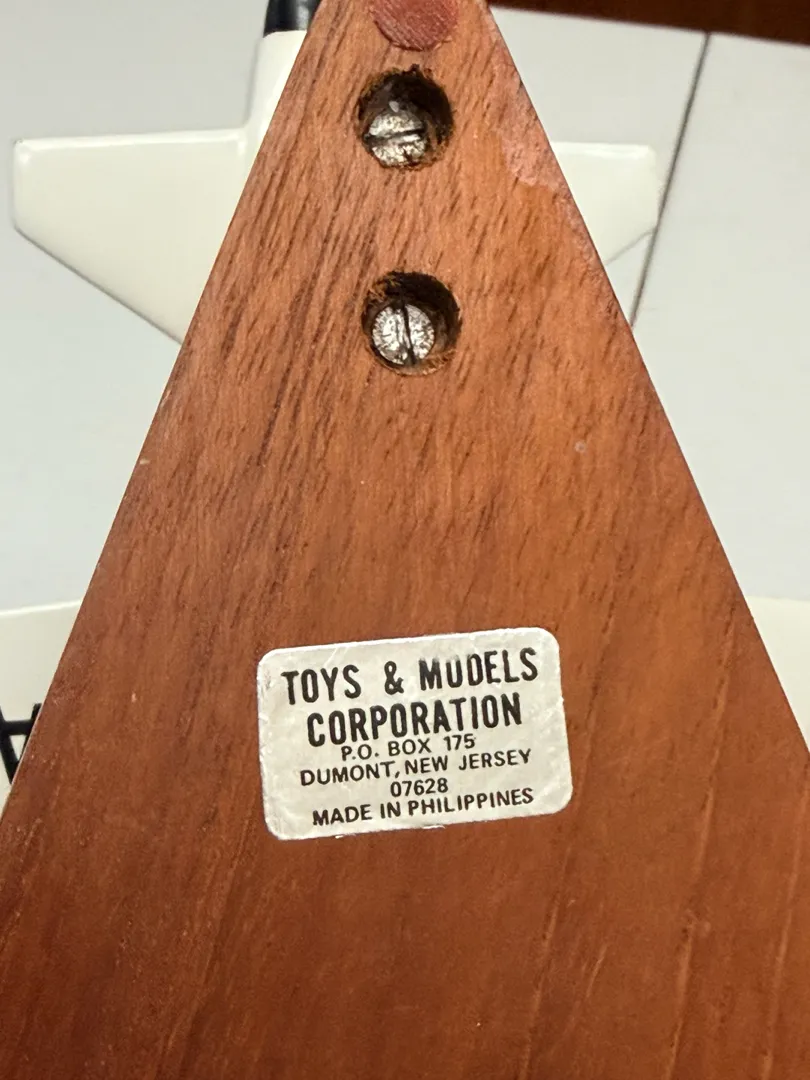 TOYS & MODELS
CORPORATION
P.O. BOX 175
DUMONT, NEW JERSEY
07628
MADE IN PHILIPPINES